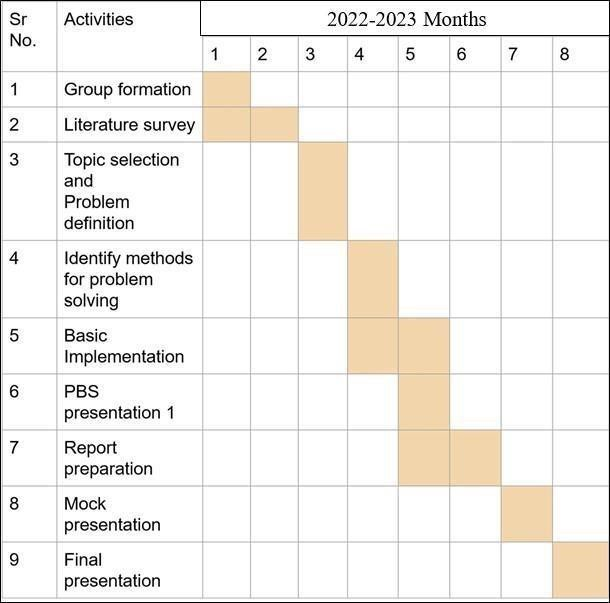 Sr Activities 2022-2023 Months
No.
1 2 3 4 5 6 7 8
1 Group formation
2 Literature survey
3 Topic selection
and
Problem
definition
4 Identify methods
for problem
solving
5 Basic
Implementation
6 PBS
presentation 1
7 Report
preparation
8 Mock
presentation
9 Final
presentation